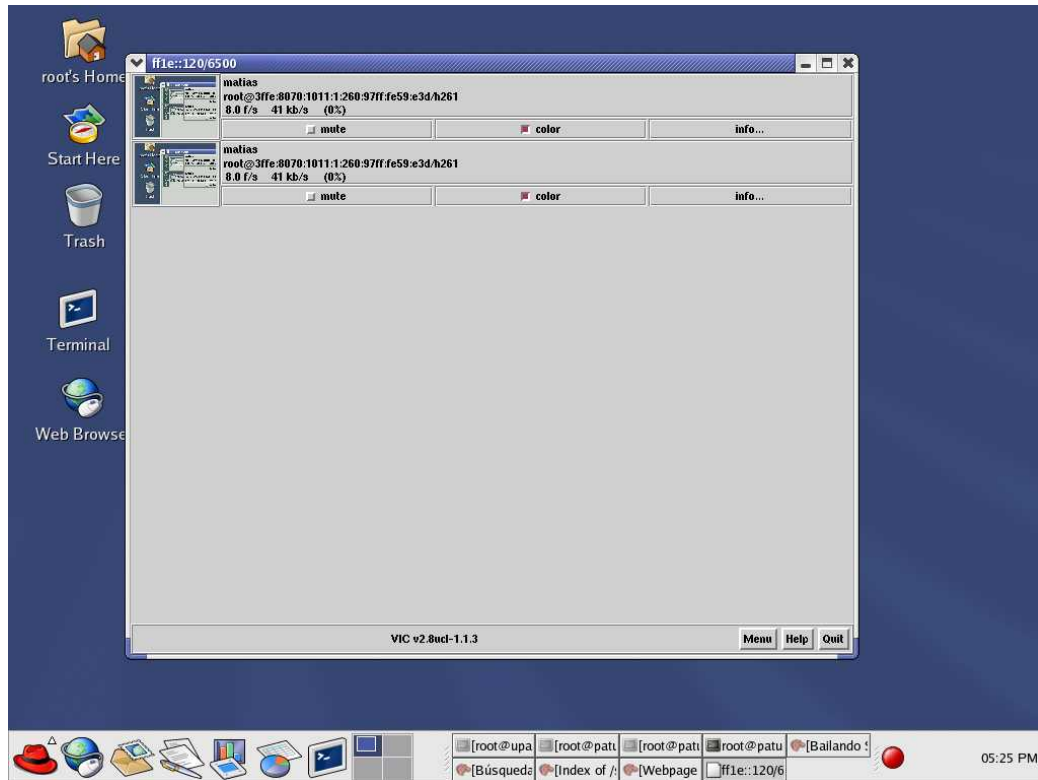 root's Home
Start Here
Trash
Terminal
Web Browse
ff1e::120/6500
matias
root@3ffe:8070:1011:1:260:97ff:fe59:e3d/h261
8.0 f/s 41 kb/s (0%)
mute color info...
matias
root@3ffe:8070:1011:1:260:97ff:fe59:e3d/h261
8.0 f/s 41 kb/s (0%)
mute color info...
VIC v2.8ucl-1.1.3 Menu Help Quit
[root@upa [root@patu [root@patu root@patu [Bailando
[Búsqueda [Index of /: [Webpage ff1e::120/6
05:25 PM